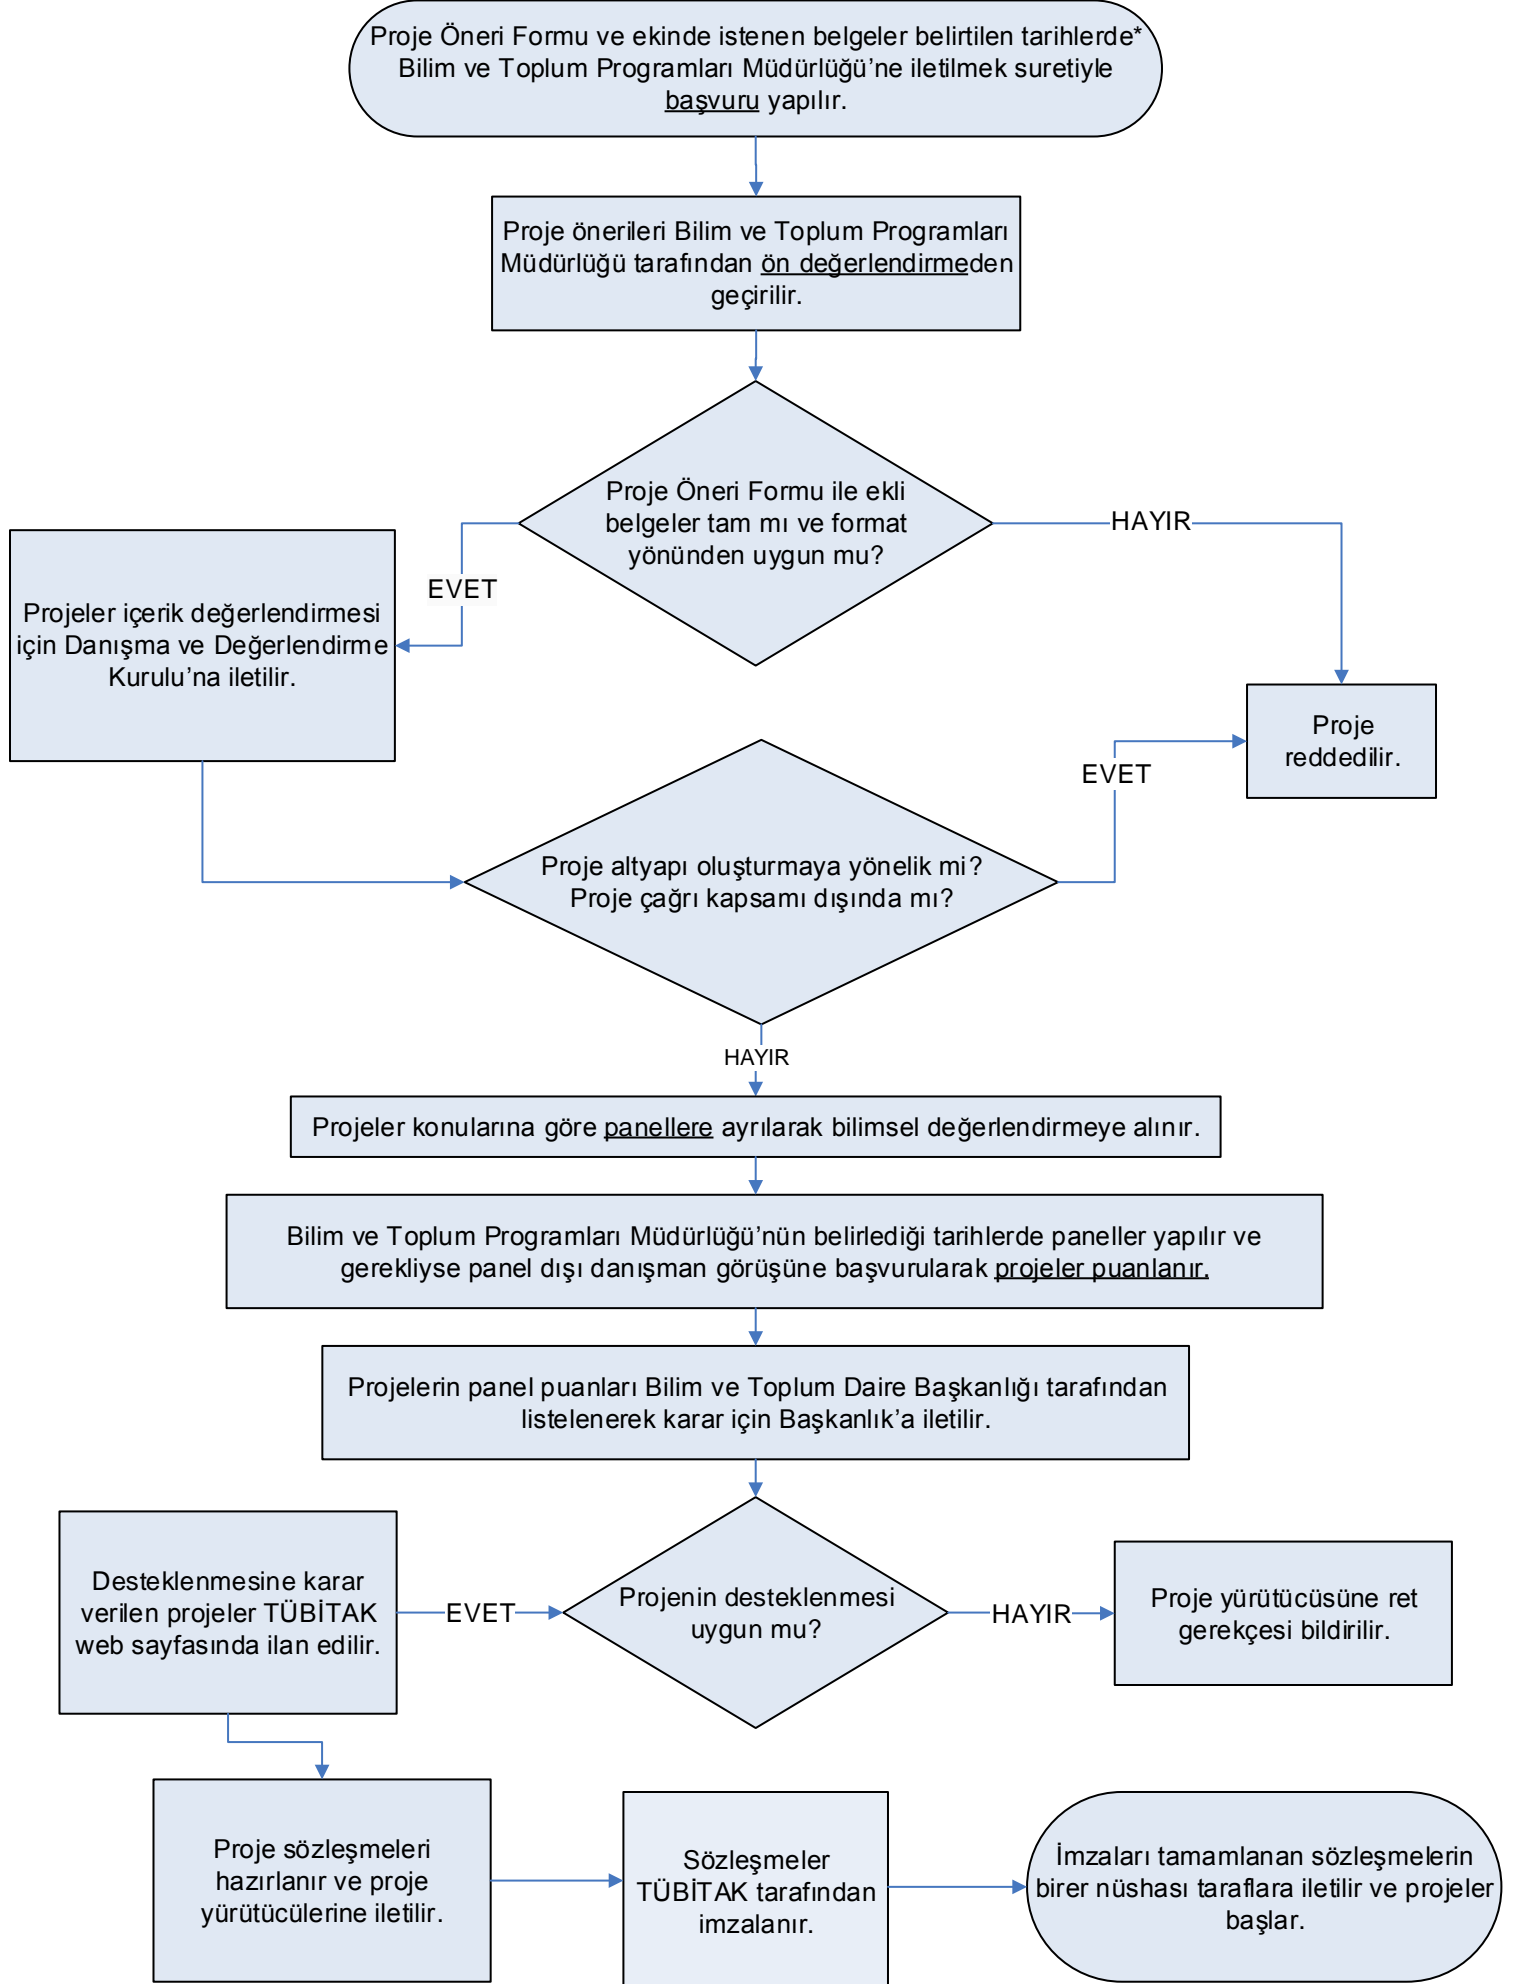 Proje Öneri Formu ve ekinde istenen belgeler belirtilen tarihlerde*
Bilim ve Toplum Programları Müdürlüğü’ne iletilmek suretiyle
başvuru yapılır.
Proje önerileri Bilim ve Toplum Programları
Müdürlüğü tarafından ön değerlendirmeden
geçirilir.
Proje Öneri Formu ile ekli
belgeler tam mı ve format
yönünden uygun mu?
HAYIR
EVET
Projeler içerik değerlendirmesi
için Danışma ve Değerlendirme
Kurulu’na iletilir.
Proje
reddedilir.
EVET
Proje altyapı oluşturmaya yönelik mi?
Proje çağrı kapsamı dışında mı?
HAYIR
Projeler konularına göre panellere ayrılarak bilimsel değerlendirmeye alınır.
Bilim ve Toplum Programları Müdürlüğü’nün belirlediği tarihlerde paneller yapılır ve
gerekliyse panel dışı danışman görüşüne başvurularak projeler puanlanır.
Projelerin panel puanları Bilim ve Toplum Daire Başkanlığı tarafından
listelenerek karar için Başkanlık’a iletilir.
Desteklenmesine karar
verilen projeler TÜBİTAK
web sayfasında ilan edilir.
EVET
Projenin desteklenmesi
uygun mu?
HAYIR
Proje yürütücüsüne ret
gerekçesi bildirilir.
Proje sözleşmeleri
hazırlanır ve proje
yürütücülerine iletilir.
Sözleşmeler
TÜBİTAK tarafından
imzalanır.
İmzaları tamamlanan sözleşmelerin
birer nüshası taraflara iletilir ve projeler
başlar.